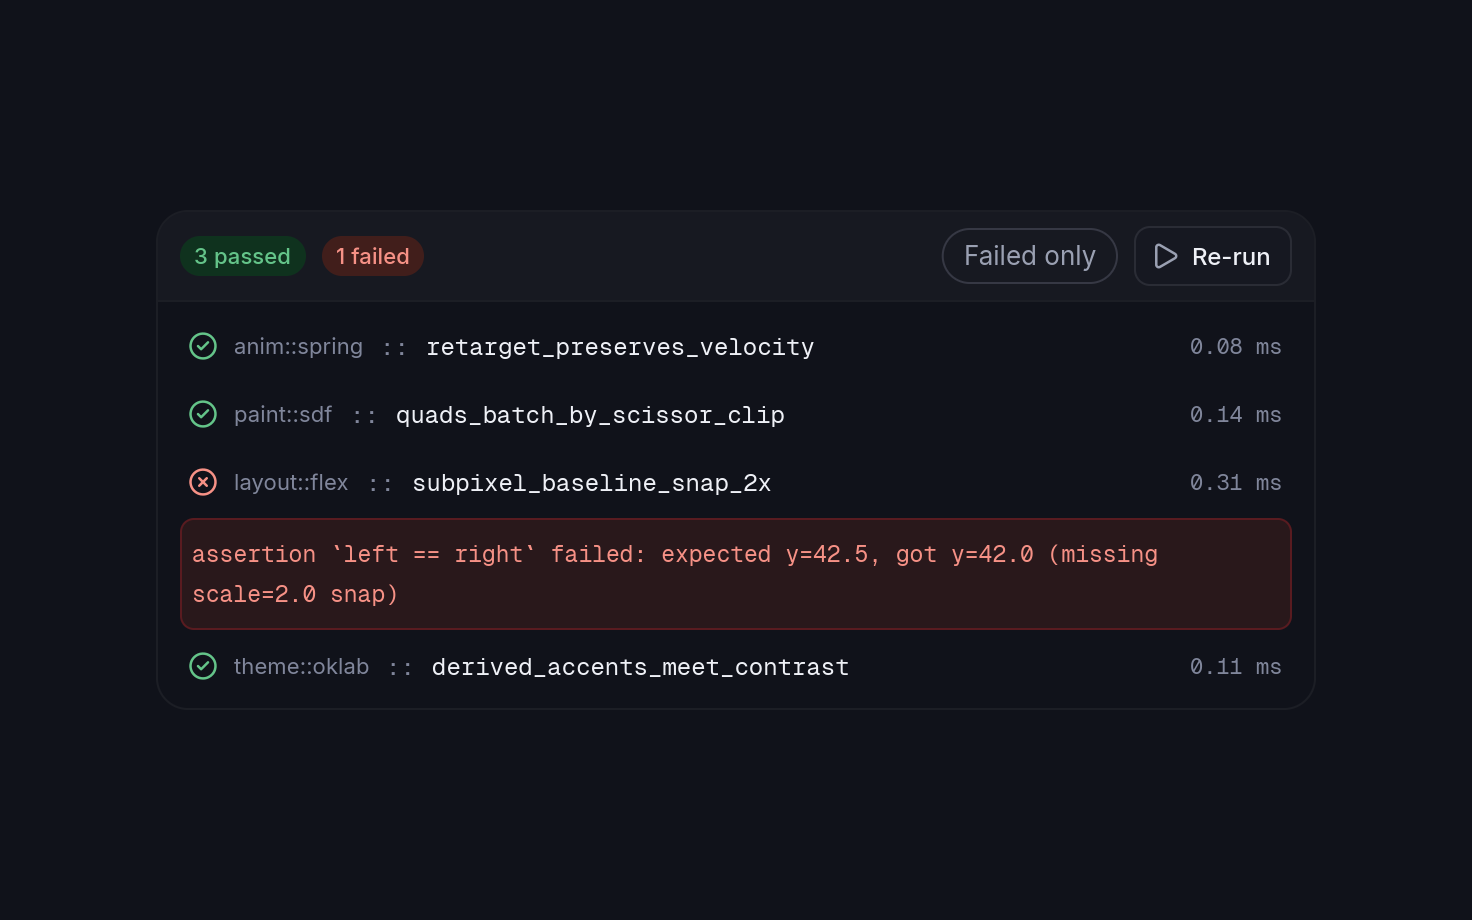 3 passed 1 failed Failed only Re-run
anim::spring :: retarget_preserves_velocity 0.08 ms
paint::sdf :: quads_batch_by_scissor_clip 0.14 ms
layout::flex :: subpixel_baseline_snap_2x 0.31 ms
assertion `left == right` failed: expected y=42.5, got y=42.0 (missing
scale=2.0 snap)
theme::oklab :: derived_accents_meet_contrast 0.11 ms